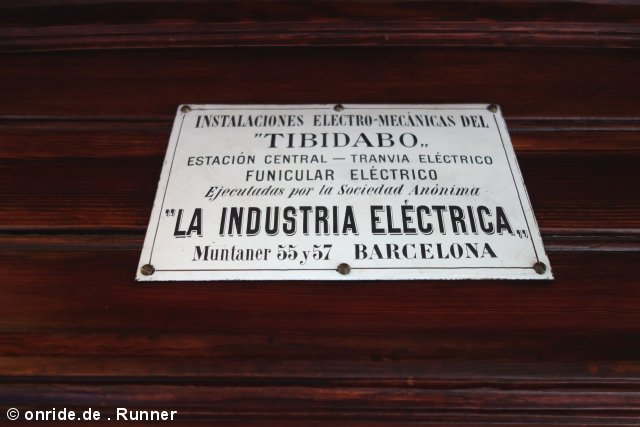 INSTALACIONES ELECTRO-MECÁNICAS DEL
"TIBIDABO„
ESTACIÓN CENTRAL — TRANVIA ELÉCTRICO
FUNICULAR ELÉCTRICO
Ejecutadas por la Sociedad Anónima
"LA INDUSTRIA ELÉCTRICA„
Muntaner 55 y 57 BARCELONA
© onride.de . Runner